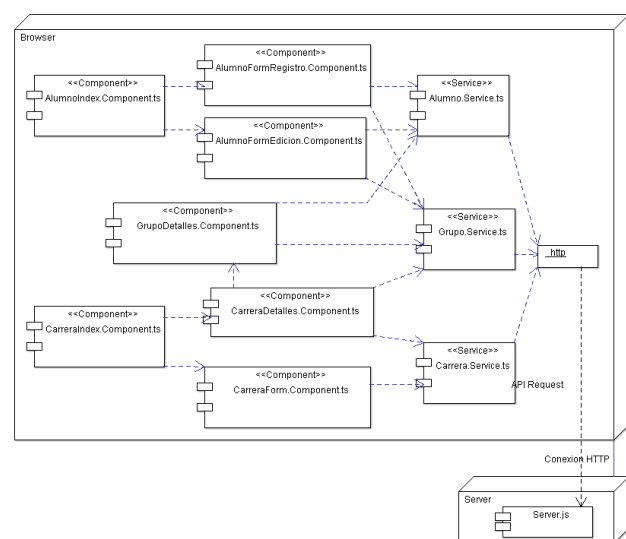 Browser
<<Component>>
AlumnoIndex.Component.ts
<<Component>>
AlumnoFormRegistro.Component.ts
<<Service>>
Alumno.Service.ts
<<Component>>
AlumnoFormEdicion.Component.ts
<<Component>>
GrupoDetalles.Component.ts
<<Service>>
Grupo.Service.ts
http
<<Component>>
CarreraIndex.Component.ts
<<Component>>
CarreraDetalles.Component.ts
<<Service>>
Carrera.Service.ts
<<Component>>
CarreraForm.Component.ts
API Request
Conexion HTTP
Server
Server.js